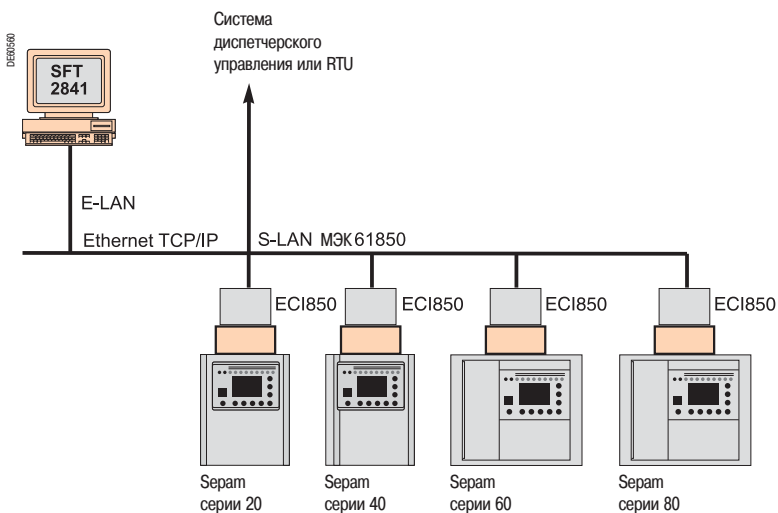 Система
диспетчерского
управления или RTU
DE60560
SFT
2841
E-LAN
Ethernet TCP/IP
S-LAN МЭК 61850
ECI850
ECI850
ECI850
ECI850
Sepam
серии 20
Sepam
серии 40
Sepam
серии 60
Sepam
серии 80